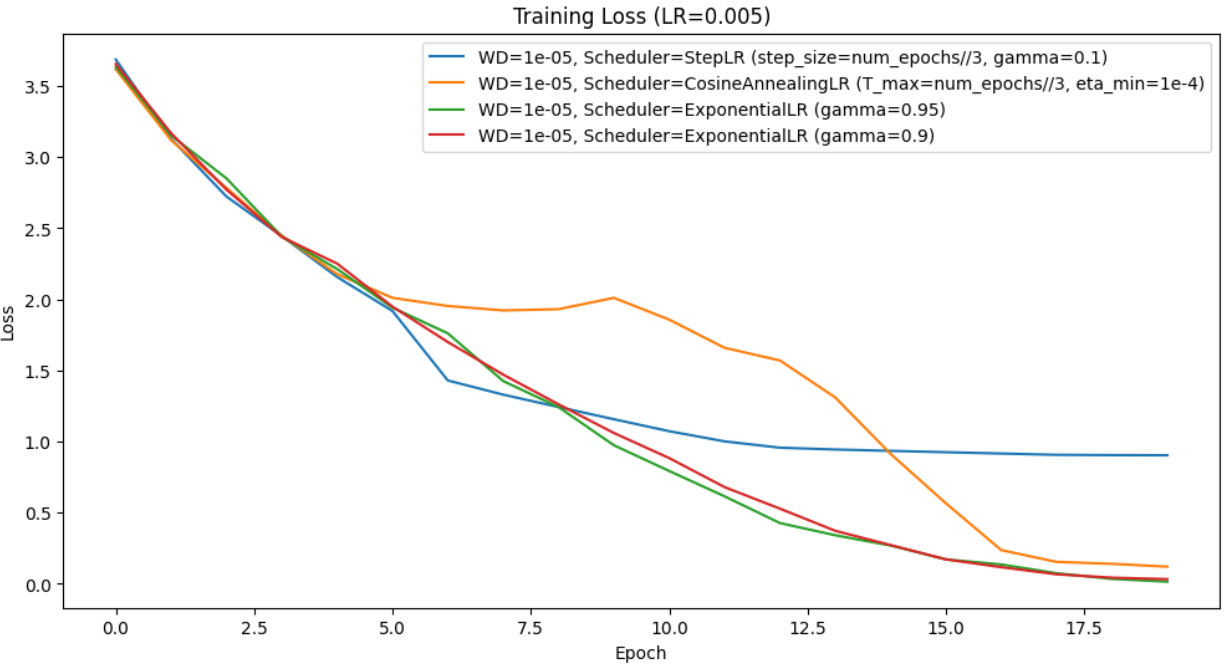 Training Loss (LR=0.005)
WD=1e-05, Scheduler=StepLR (step_size=num_epochs//3, gamma=0.1)
WD=1e-05, Scheduler=CosineAnnealingLR (T_max=num_epochs//3, eta_min=1e-4)
WD=1e-05, Scheduler=ExponentialLR (gamma=0.95)
WD=1e-05, Scheduler=ExponentialLR (gamma=0.9)
3.5
3.0
2.5
2.0
1.5
1.0
0.5
0.0
Loss
0.0 2.5 5.0 7.5 10.0 12.5 15.0 17.5
Epoch